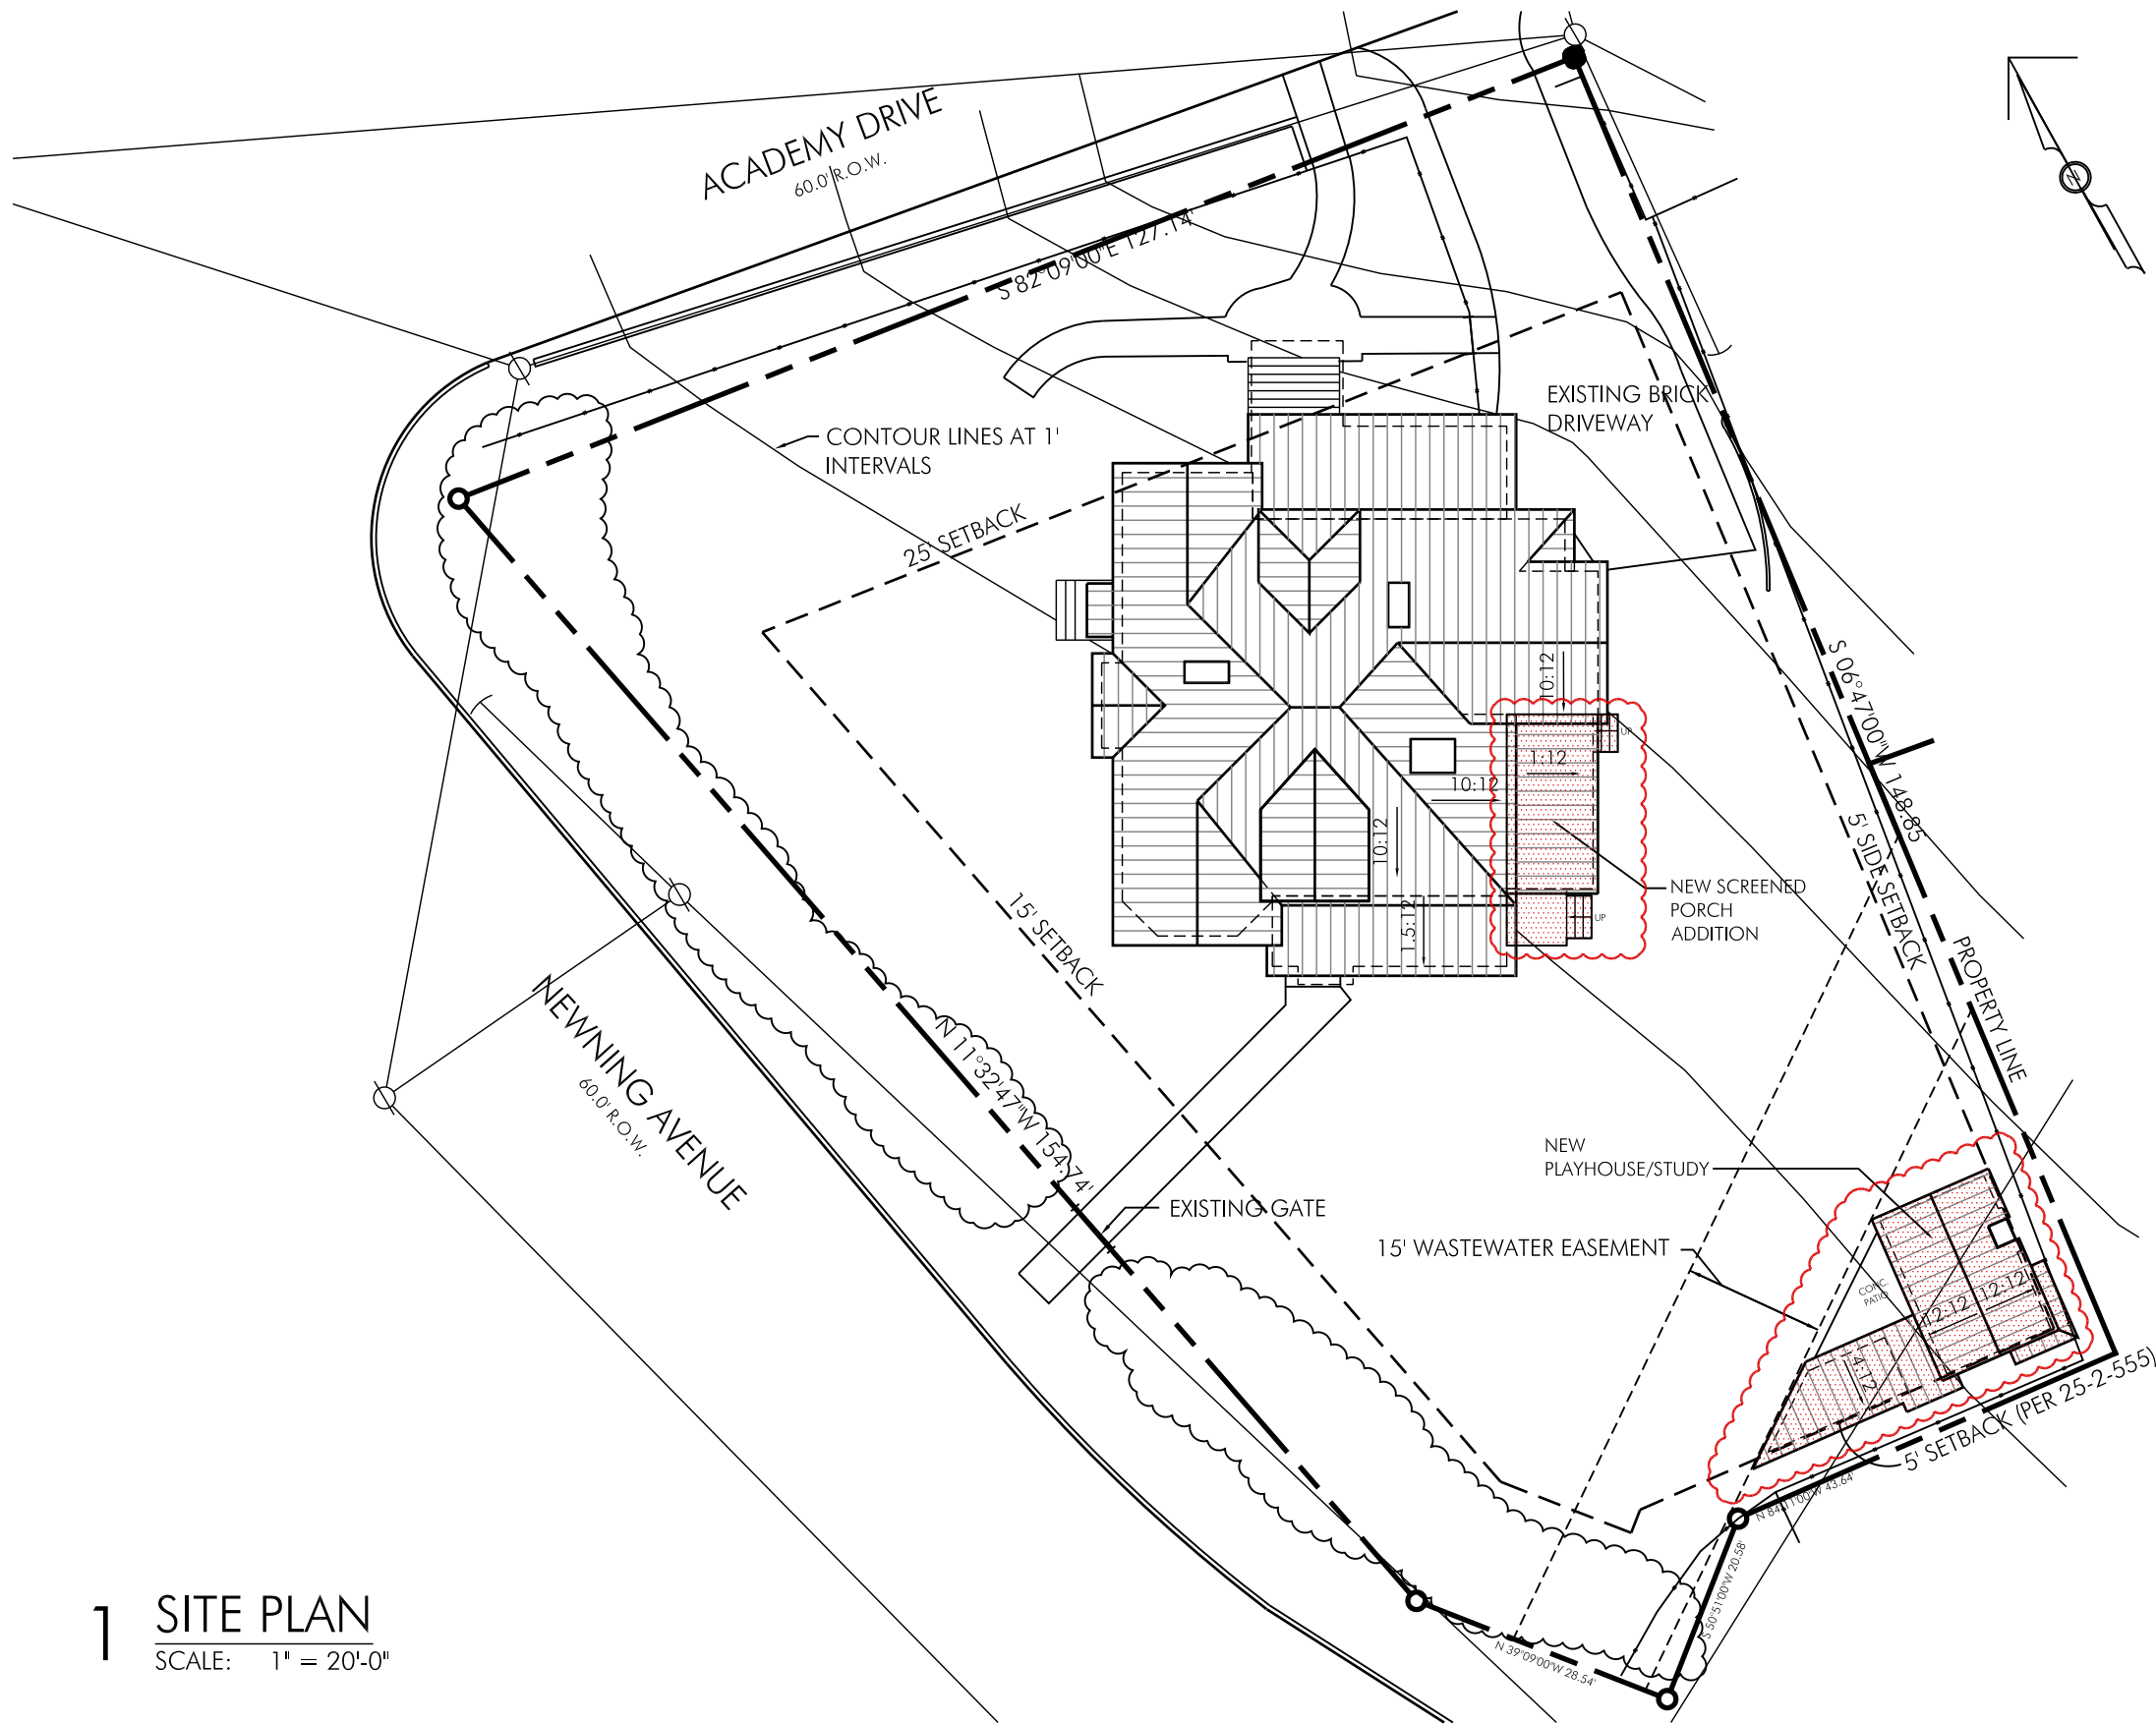 ACADEMY DRIVE
60.0' R.O.W.
S 82°09'00"E 127.14'
N
CONTOUR LINES AT 1'
INTERVALS
EXISTING BRICK
DRIVEWAY
25' SETBACK
10:12
UP
1:12
10:12
10:12
1.5:12
UP
NEW SCREENED
PORCH
ADDITION
S 06°47'00"W 148.85'
5' SIDE SETBACK
PROPERTY LINE
15' SETBACK
NEWNING AVENUE
60.0' R.O.W.
N 11°32'47"W 154.74'
EXISTING GATE
NEW
PLAYHOUSE/STUDY
15' WASTEWATER EASEMENT
CONC.
PATIO
12:12
12:12
4:12
5' SETBACK (PER 25-2-555)
N 84°11'00"W 43.64'
S 50°51'00"W 20.58'
N 39°09'00"W 28.54'
1 SITE PLAN
SCALE: 1" = 20'-0"